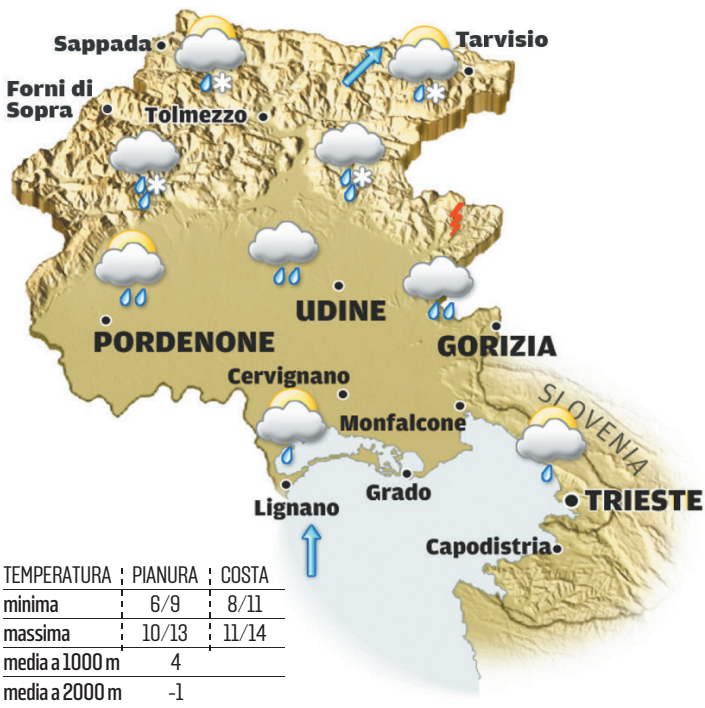 Sappada
Tarvisio
Forni di
Sopra
Tolmezzo
UDINE
PORDENONE
GORIZIA
Cervignano
SLOVENIA
Monfalcone
Grado
Lignano
TRIESTE
Capodistria
TEMPERATURA PIANURA COSTA
minima 6/9 8/11
massima 10/13 11/14
media a 1000 m 4
media a 2000 m -1